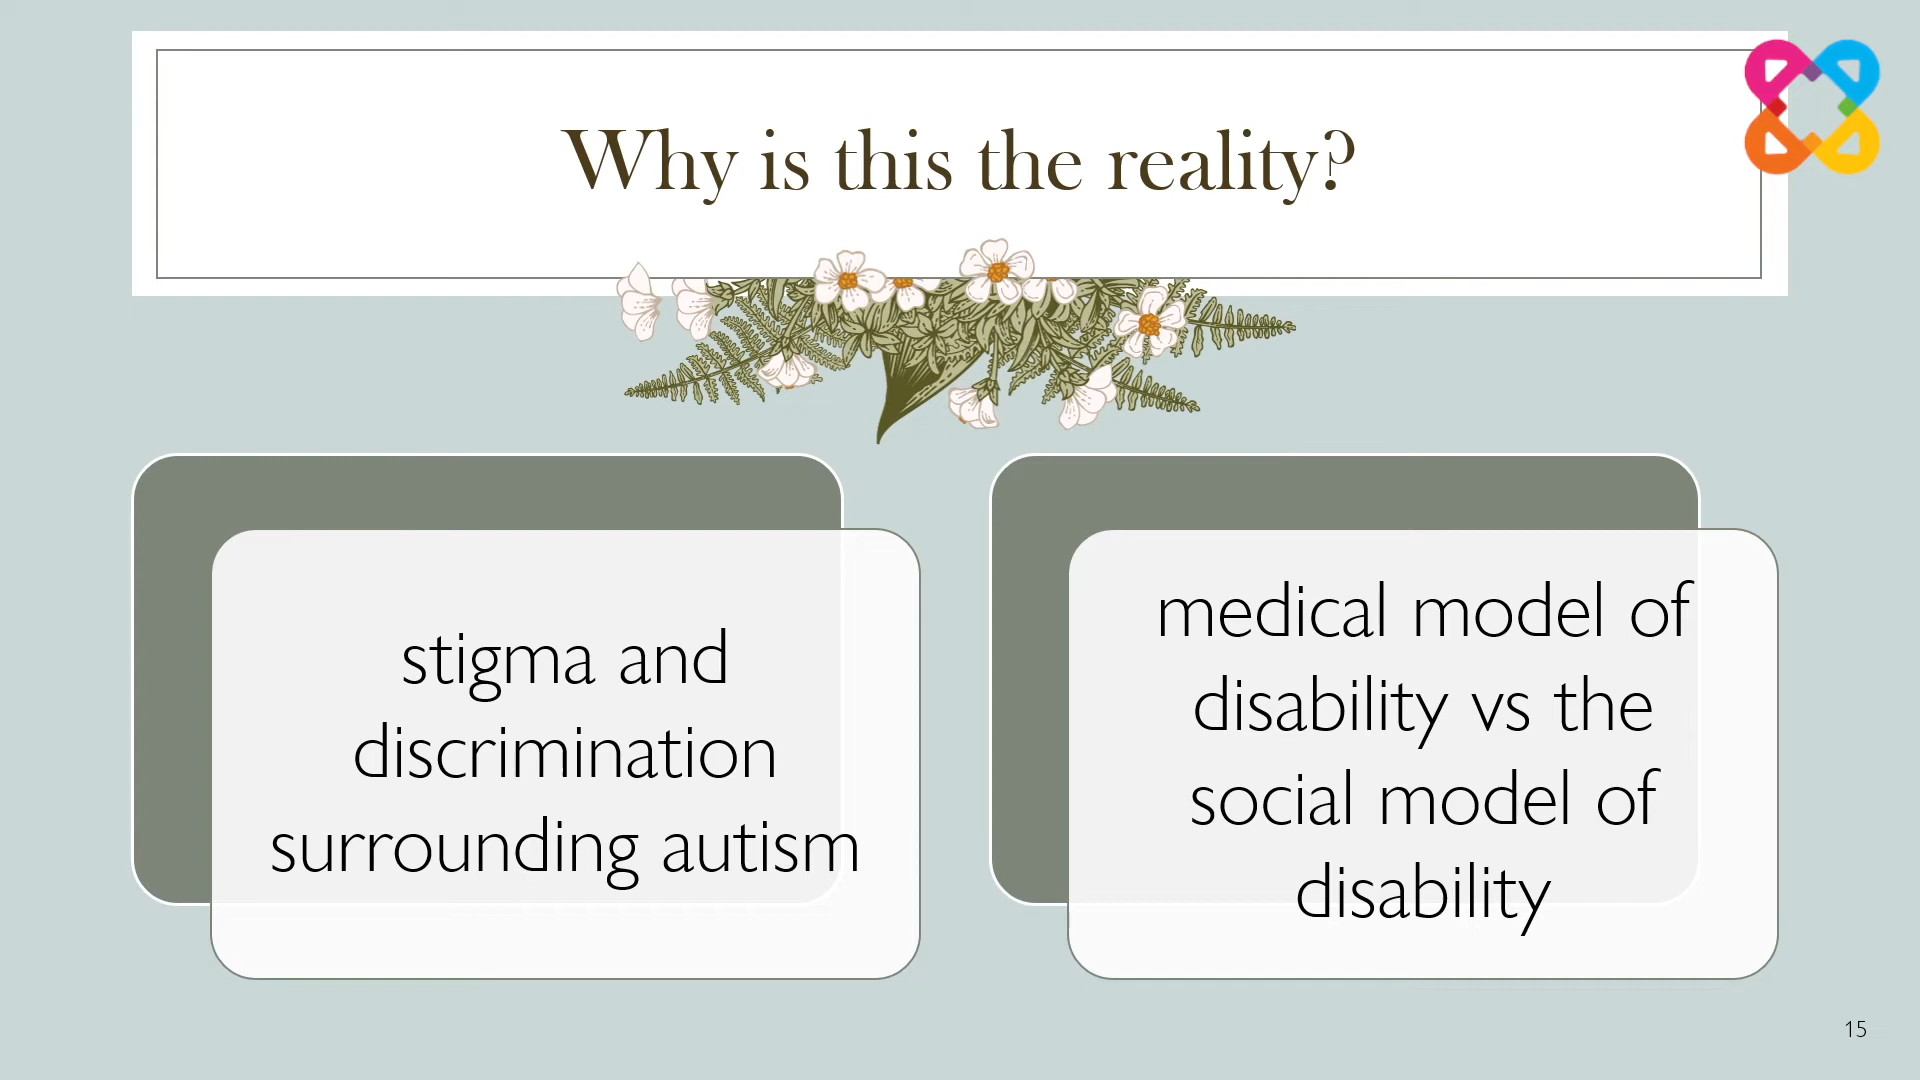 Why is this the reality?
stigma and
discrimination
surrounding autism
medical model of
disability vs the
social model of
disability
15